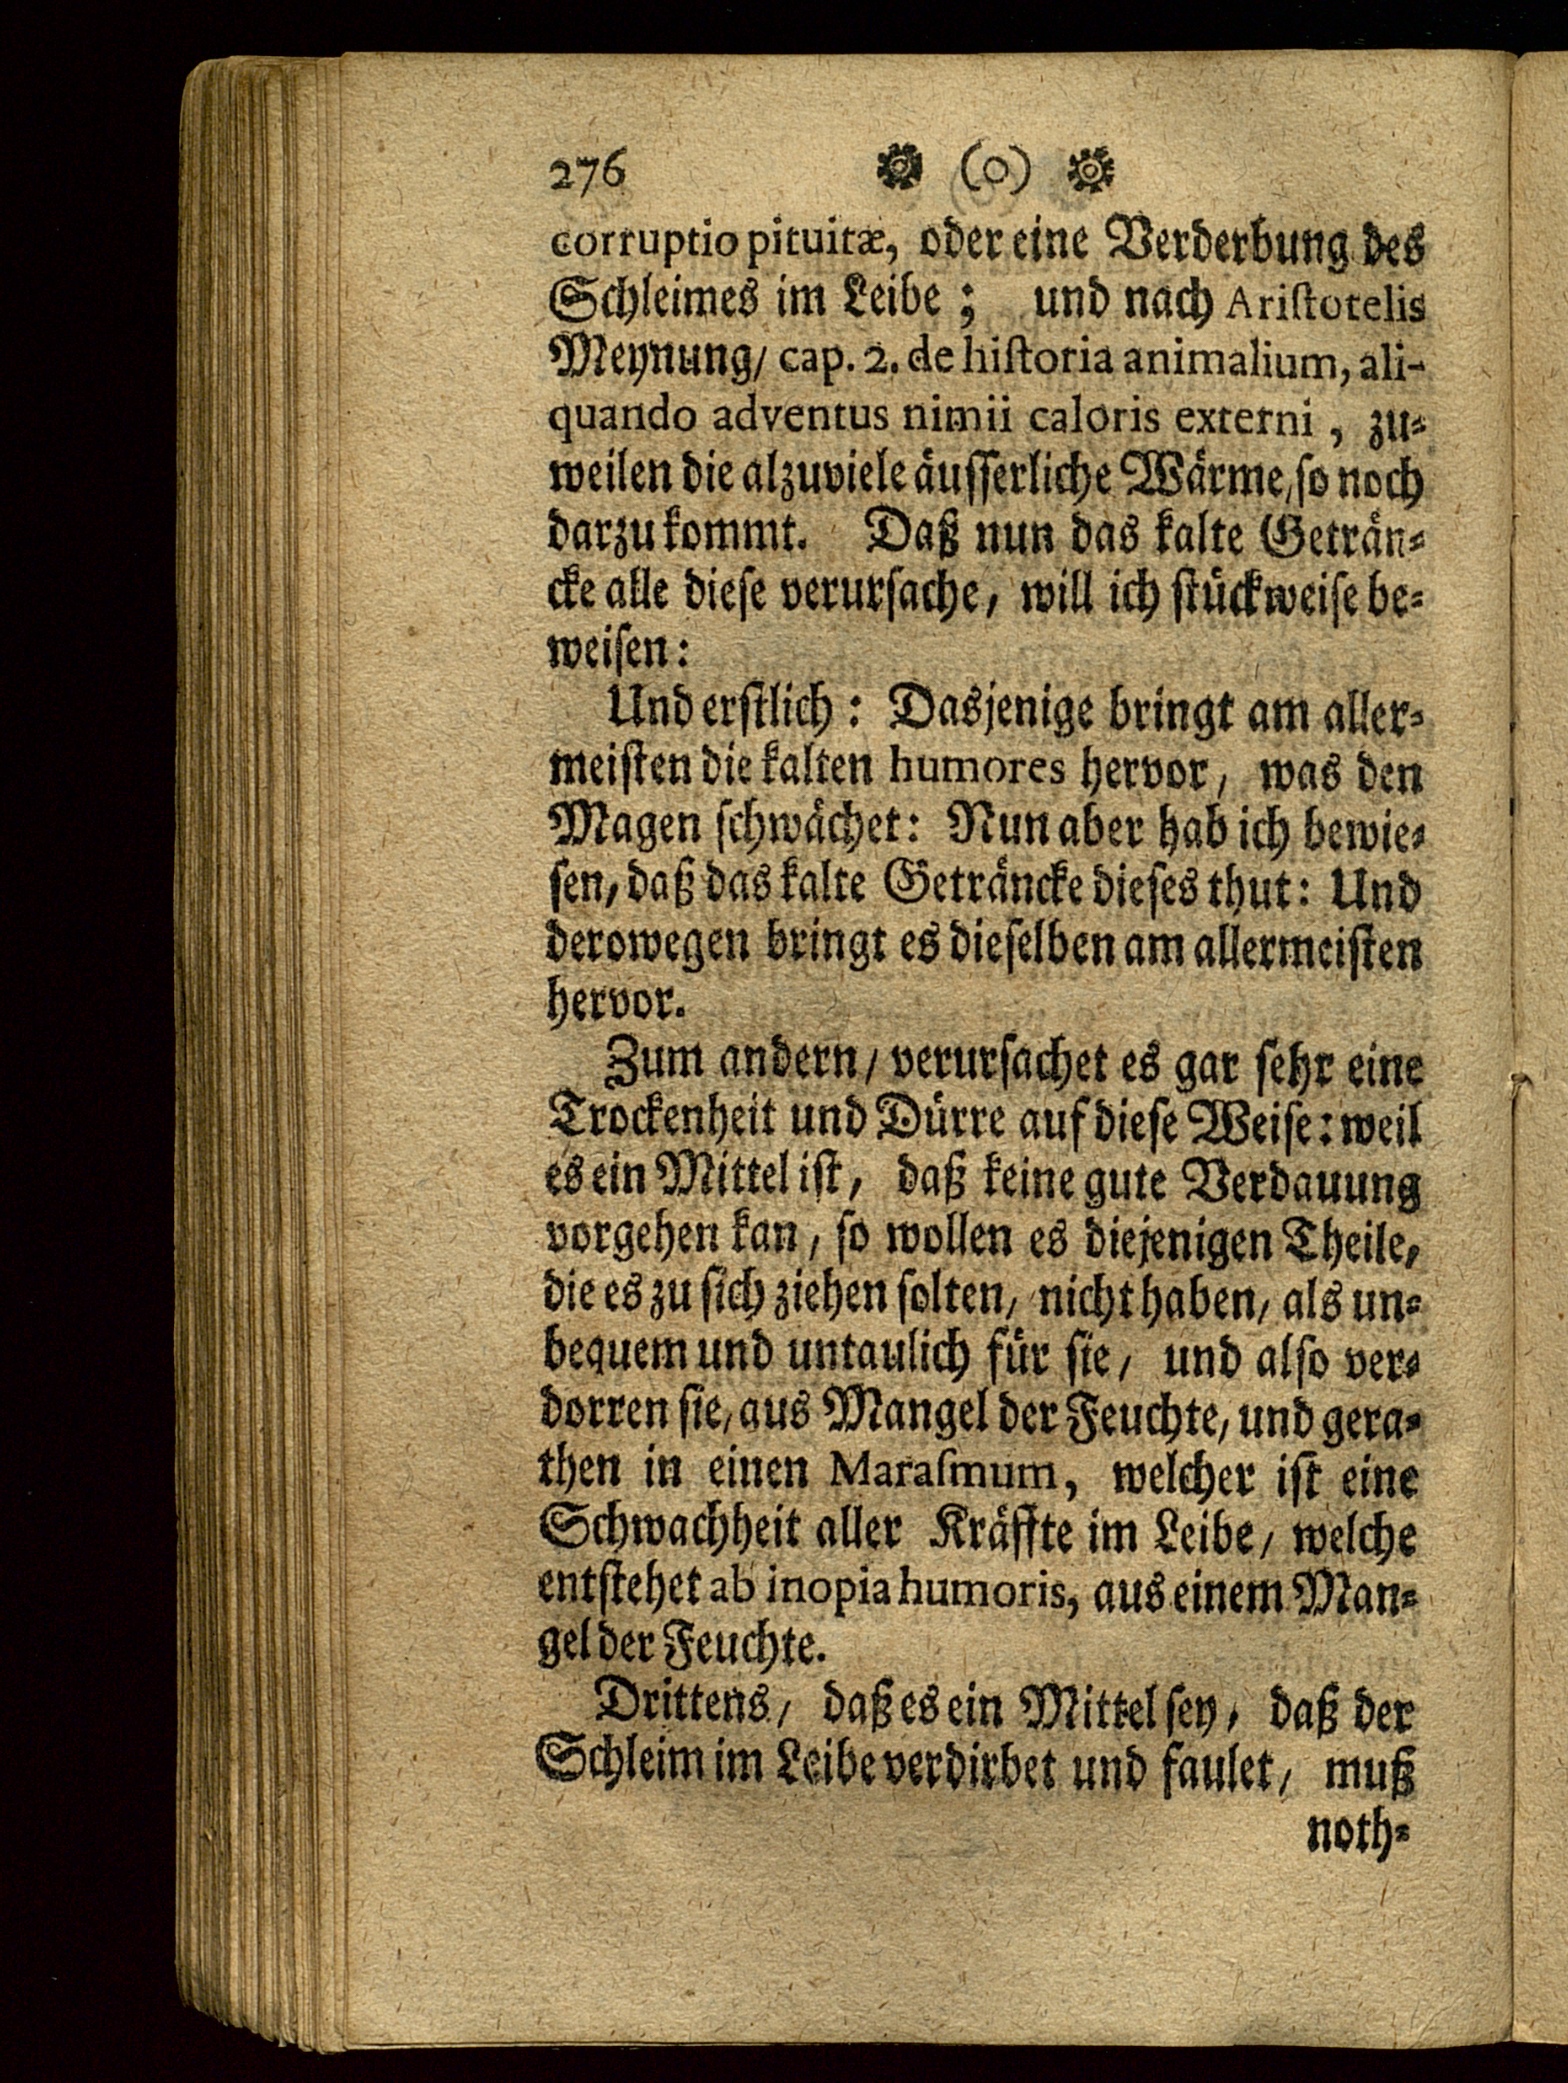 276 (o)
corruptio pituitæ, oder eine Verderbung des
Schleimes im Leibe; und nach Aristotelis
Meynung/ cap. 2. de historia animalium, ali-
quando adventus nimii caloris externi, zu-
weilen die alzuviele äusserliche Wärme, so noch
darzu kommt. Daß nun das kalte Geträn-
cke alle diese verursache, will ich stückweise be-
weisen:
Und erstlich: Dasjenige bringt am aller-
meisten die kalten humores hervor, was den
Magen schwächet: Nun aber hab ich bewie-
sen, daß das kalte Geträncke dieses thut: Und
derowegen bringt es dieselben am allermeisten
hervor.
Zum andern/ verursachet es gar sehr eine
Trockenheit und Dürre auf diese Weise: weil
es ein Mittel ist, daß keine gute Verdauung
vorgehen kan, so wollen es diejenigen Theile,
die es zu sich ziehen solten, nicht haben, als un-
bequem und untaulich für sie, und also ver-
dorren sie, aus Mangel der Feuchte, und gera-
then in einen Marasmum, welcher ist eine
Schwachheit aller Kräffte im Leibe, welche
entstehet ab inopia humoris, aus einem Man-
gel der Feuchte.
Drittens, daß es ein Mittel sey, daß der
Schleim im Leibe verdirbet und faulet, muß
noth-